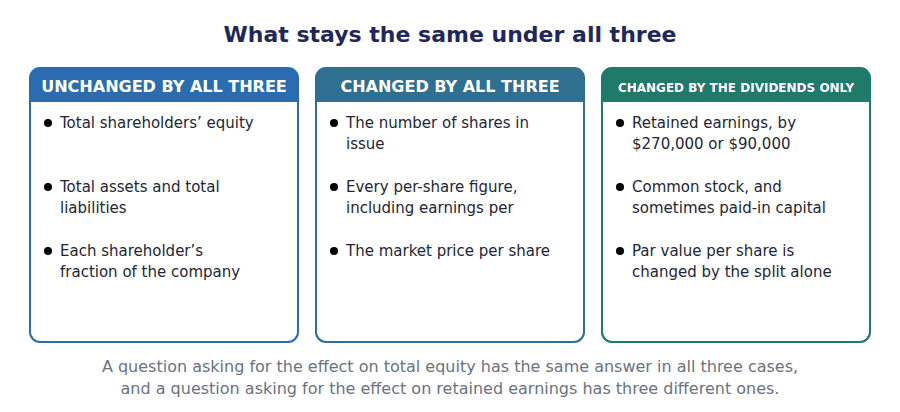 What stays the same under all three
UNCHANGED BY ALL THREE
Total shareholders’ equity
Total assets and total
liabilities
Each shareholder’s
fraction of the company
CHANGED BY ALL THREE
The number of shares in
issue
Every per-share figure,
including earnings per
The market price per share
CHANGED BY THE DIVIDENDS ONLY
Retained earnings, by
$270,000 or $90,000
Common stock, and
sometimes paid-in capital
Par value per share is
changed by the split alone
A question asking for the effect on total equity has the same answer in all three cases,
and a question asking for the effect on retained earnings has three different ones.